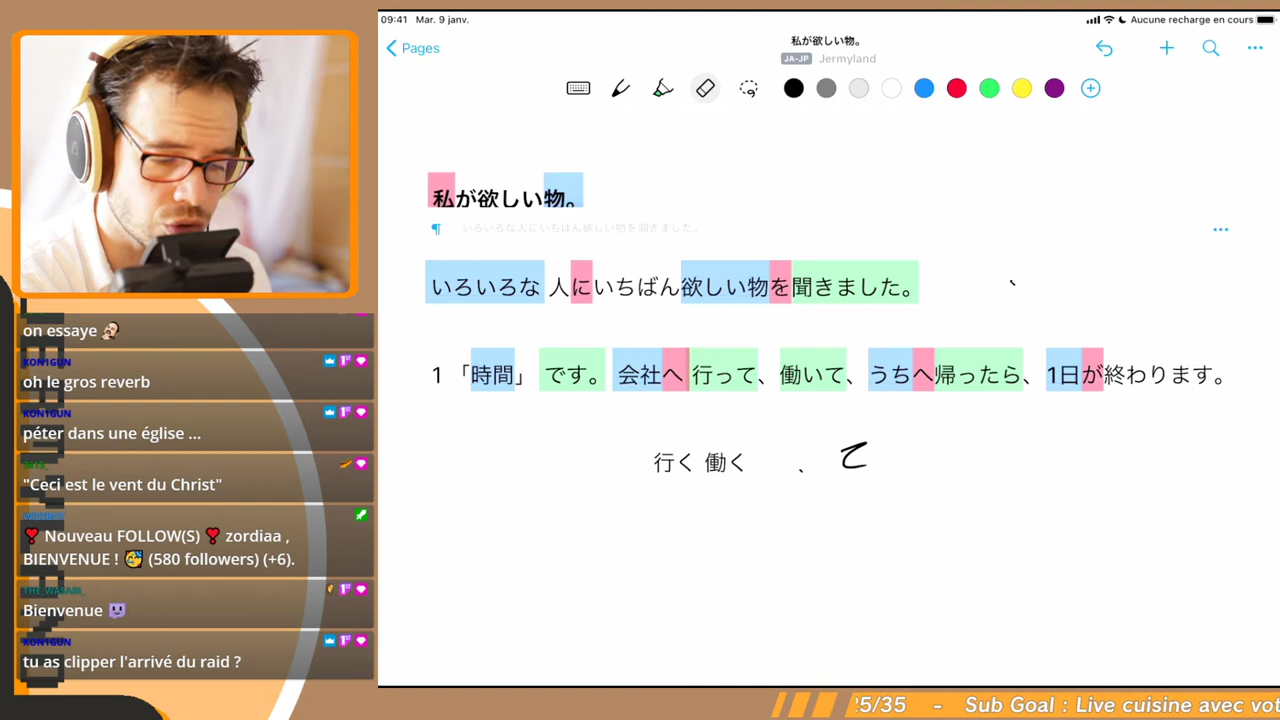 09:41 Mar. 9 janv.
Aucune recharge en cours
Pages
私が欲しい物。
JA-JP Jermyland
私が欲しい物。
¶ いろいろな人にいちばん欲しい物を聞きました。
いろいろな 人にいちばん欲しい物を聞きました。
1 「時間」 です。 会社へ 行って、働いて、うちへ帰ったら、1日が終わります。
行く 働く 、 て
on essaye
KON1GUN
oh le gros reverb
KON1GUN
péter dans une église ...
"Ceci est le vent du Christ"
Nouveau FOLLOW(S) zordiaa ,
BIENVENUE ! (580 followers) (+6).
THE_WASABI_
Bienvenue
KON1GUN
tu as clipper l'arrivé du raid ?
5/35 - Sub Goal : Live cuisine avec vot